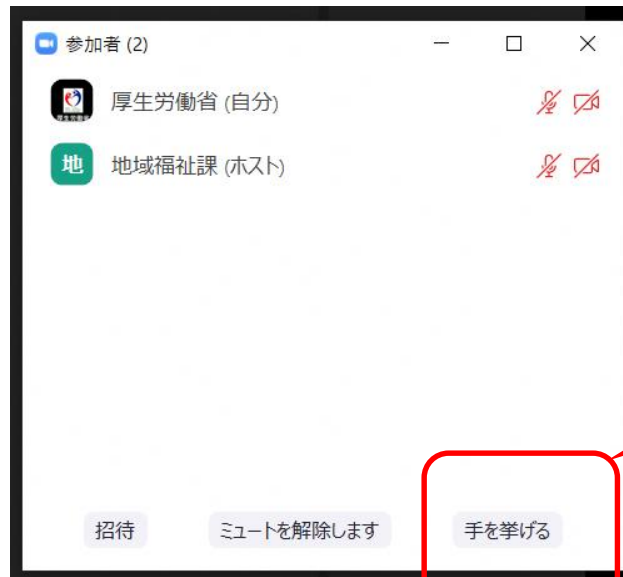 参加者 (2)
厚生労働省 (自分)
地 地域福祉課 (ホスト)
招待 ミュートを解除します 手を挙げる